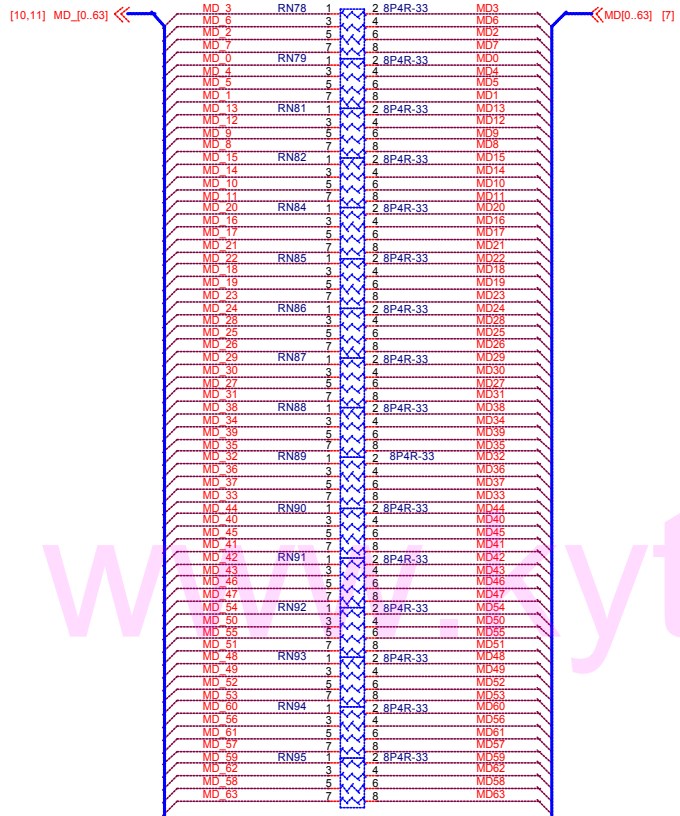 [10,11] MD_[0..63] MD[0..63] [7]
MD_3 RN78 1 2 8P4R-33 MD3
MD_6 3 4 MD6
MD_2 5 6 MD2
MD_7 7 8 MD7
MD_0 RN79 1 2 8P4R-33 MD0
MD_4 3 4 MD4
MD_5 5 6 MD5
MD_1 7 8 MD1
MD_13 RN81 1 2 8P4R-33 MD13
MD_12 3 4 MD12
MD_9 5 6 MD9
MD_8 7 8 MD8
MD_15 RN82 1 2 8P4R-33 MD15
MD_14 3 4 MD14
MD_10 5 6 MD10
MD_11 7 8 MD11
MD_20 RN84 1 2 8P4R-33 MD20
MD_16 3 4 MD16
MD_17 5 6 MD17
MD_21 7 8 MD21
MD_22 RN85 1 2 8P4R-33 MD22
MD_18 3 4 MD18
MD_19 5 6 MD19
MD_23 7 8 MD23
MD_24 RN86 1 2 8P4R-33 MD24
MD_28 3 4 MD28
MD_25 5 6 MD25
MD_26 7 8 MD26
MD_29 RN87 1 2 8P4R-33 MD29
MD_30 3 4 MD30
MD_27 5 6 MD27
MD_31 7 8 MD31
MD_38 RN88 1 2 8P4R-33 MD38
MD_34 3 4 MD34
MD_39 5 6 MD39
MD_35 7 8 MD35
MD_32 RN89 1 2 8P4R-33 MD32
MD_36 3 4 MD36
MD_37 5 6 MD37
MD_33 7 8 MD33
MD_44 RN90 1 2 8P4R-33 MD44
MD_40 3 4 MD40
MD_45 5 6 MD45
MD_41 7 8 MD41
MD_42 RN91 1 2 8P4R-33 MD42
MD_43 3 4 MD43
MD_46 5 6 MD46
MD_47 7 8 MD47
MD_54 RN92 1 2 8P4R-33 MD54
MD_50 3 4 MD50
MD_55 5 6 MD55
MD_51 7 8 MD51
MD_48 RN93 1 2 8P4R-33 MD48
MD_49 3 4 MD49
MD_52 5 6 MD52
MD_53 7 8 MD53
MD_60 RN94 1 2 8P4R-33 MD60
MD_56 3 4 MD56
MD_61 5 6 MD61
MD_57 7 8 MD57
MD_59 RN95 1 2 8P4R-33 MD59
MD_62 3 4 MD62
MD_58 5 6 MD58
MD_63 7 8 MD63
www.kyt